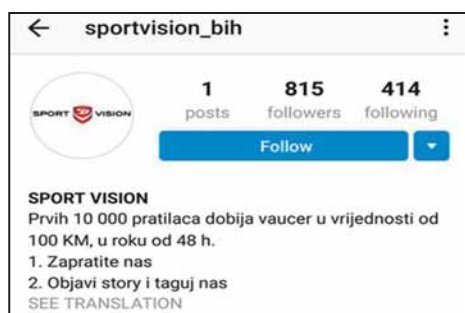 sportvision_bih
SPORT VISION
1 815 414
posts followers following
Follow
SPORT VISION
Prvih 10 000 pratilaca dobija vaucer u vrijednosti od
100 KM, u roku od 48 h.
1. Zapratite nas
2. Objavi story i taguj nas
SEE TRANSLATION